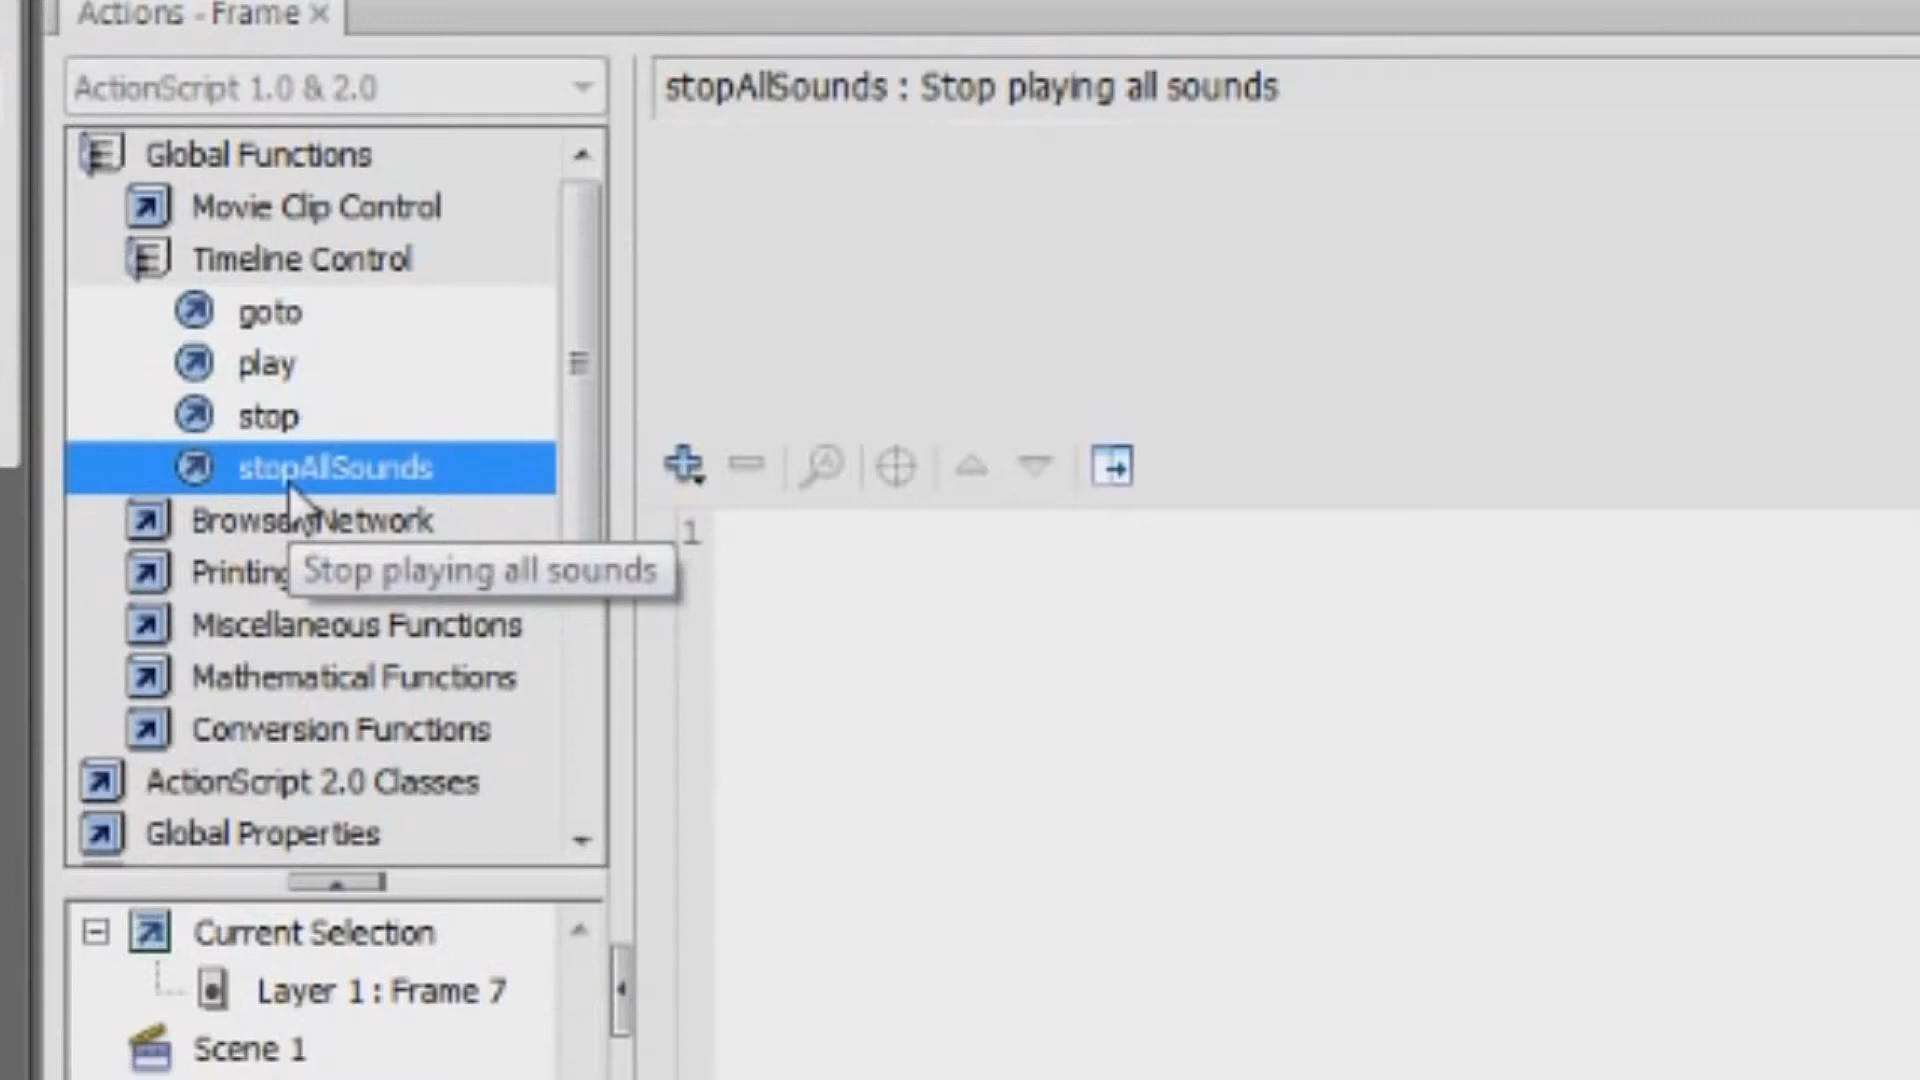 Actions - Frame
ActionScript 1.0 & 2.0
stopAllSounds : Stop playing all sounds
Global Functions
Movie Clip Control
Timeline Control
goto
play
stop
stopAllSounds
Network
1
Printing
Stop playing all sounds
Miscellaneous Functions
Mathematical Functions
Conversion Functions
ActionScript 2.0 Classes
Global Properties
Current Selection
Layer 1 : Frame 7
Scene 1